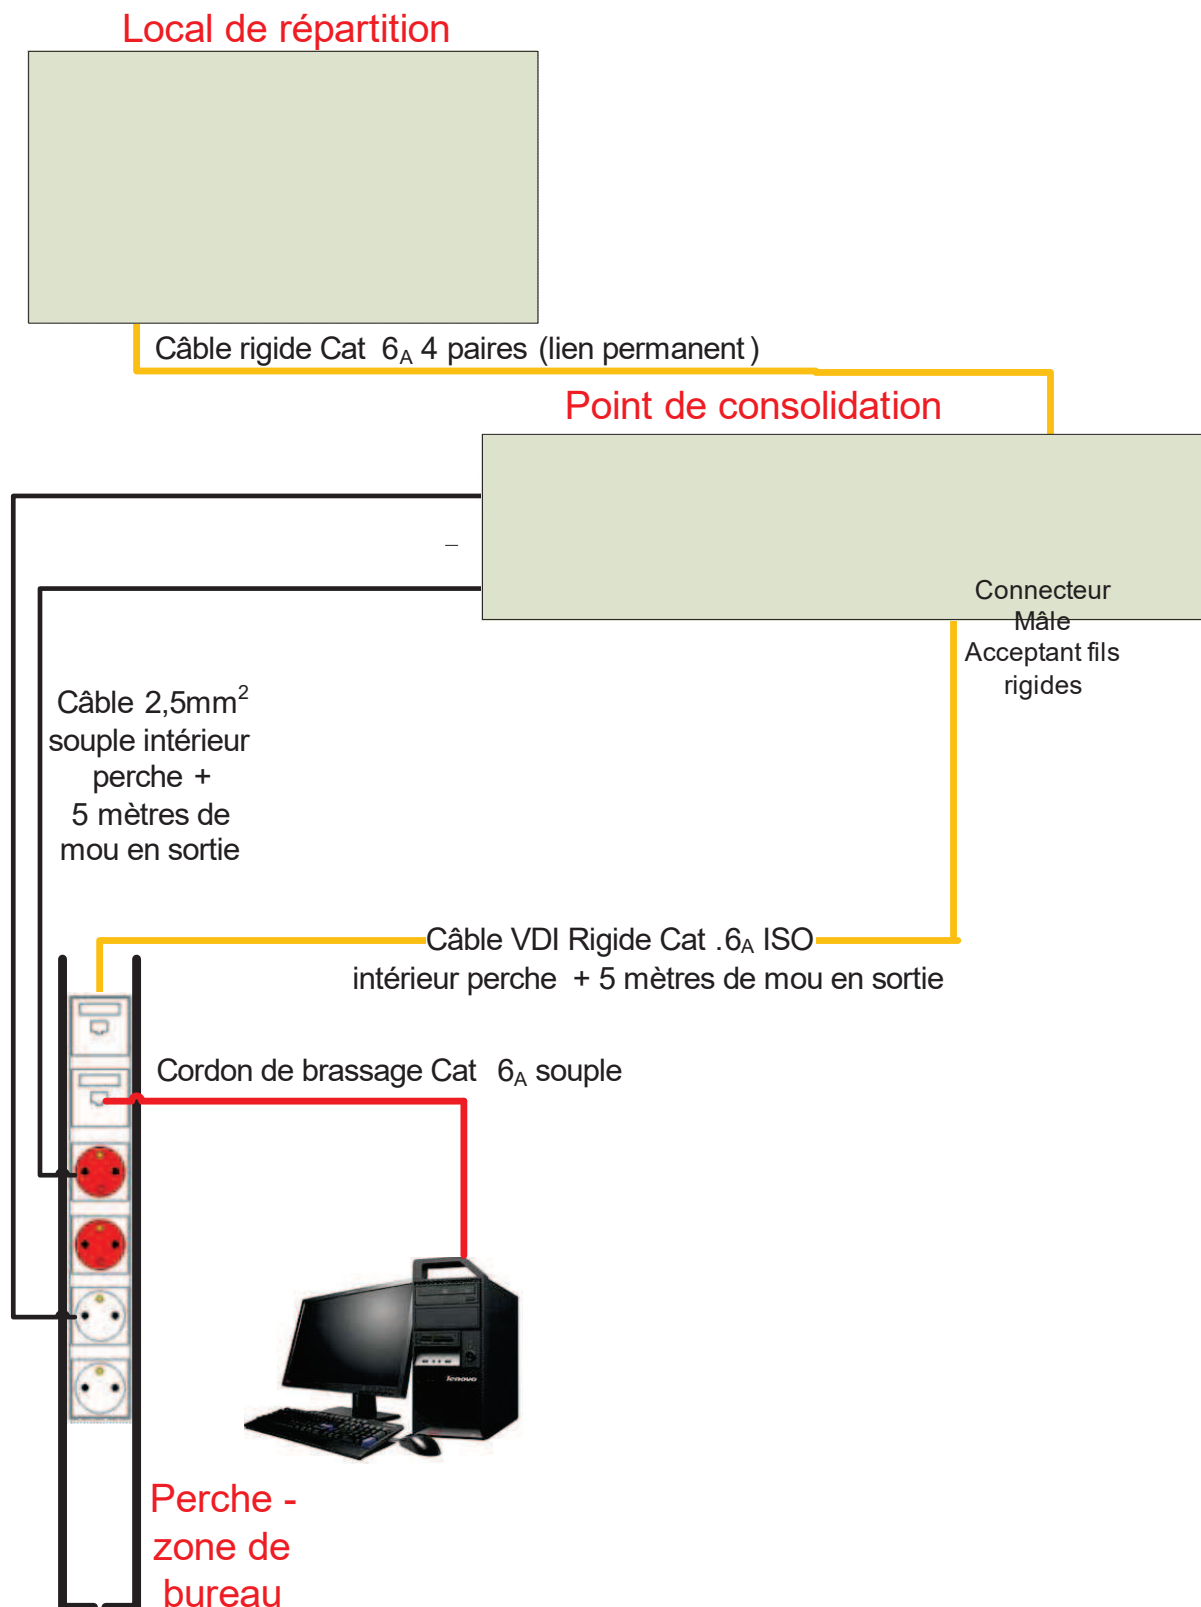 Local de répartition
Câble rigide Cat 6A 4 paires (lien permanent)
Point de consolidation
Connecteur
Mâle
Acceptant fils
rigides
Câble 2,5mm²
souple intérieur
perche +
5 mètres de
mou en sortie
Câble VDI Rigide Cat .6A ISO
intérieur perche + 5 mètres de mou en sortie
Cordon de brassage Cat 6A souple
lenovo
Perche -
zone de
bureau